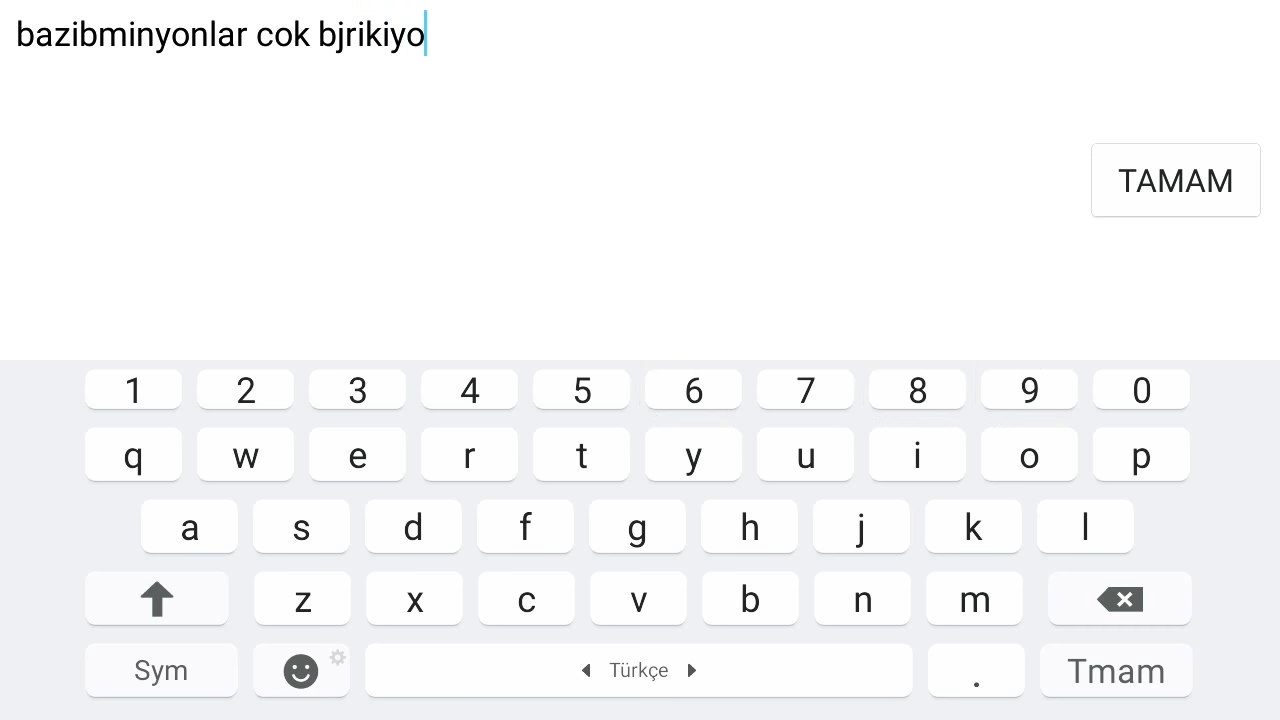 bazibminyonlar cok bjrikiyo
TAMAM
1 2 3 4 5 6 7 8 9 0
q w e r t y u i o p
a s d f g h j k l
z x c v b n m
Sym Türkçe . Tmam